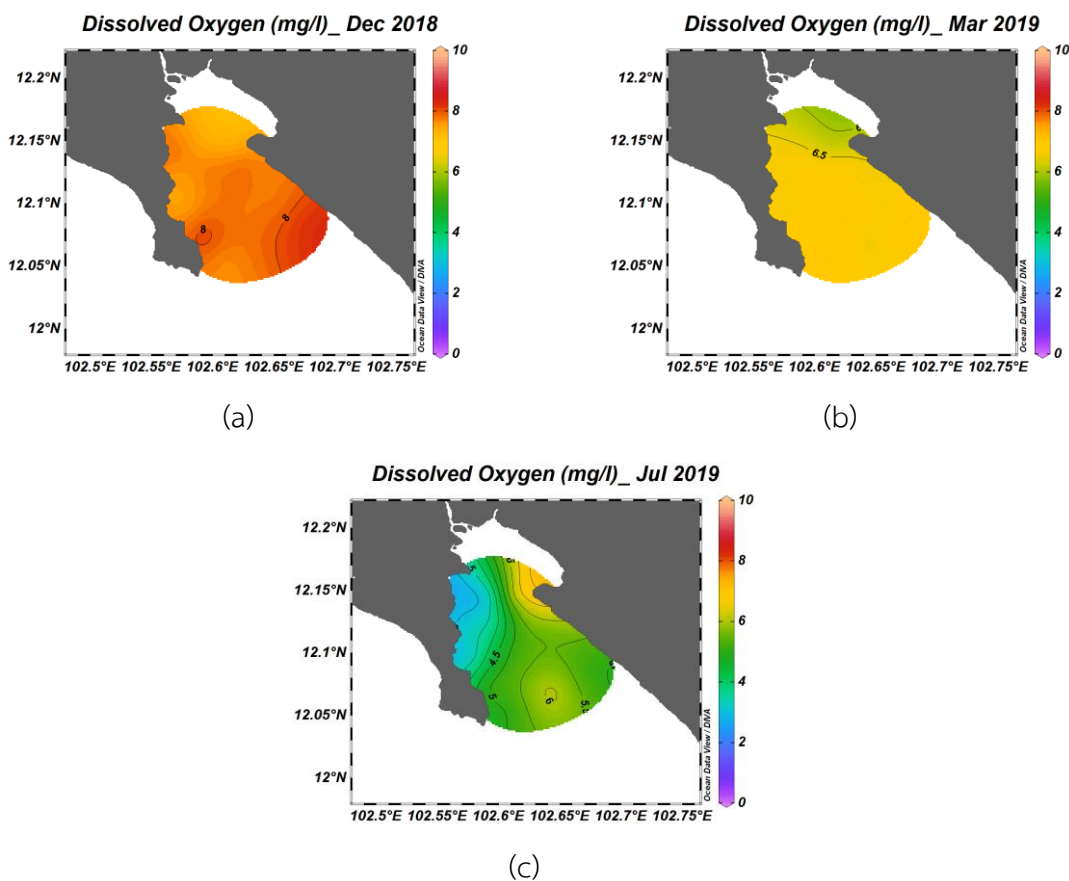 Dissolved Oxygen (mg/l)_ Dec 2018
12.2°N
12.15°N
12.1°N
12.05°N
12°N
102.5°E 102.55°E 102.6°E 102.65°E 102.7°E 102.75°E
8
8
10
8
6
4
2
0
Ocean Data View / DIVA
(a)
Dissolved Oxygen (mg/l)_ Mar 2019
12.2°N
12.15°N
12.1°N
12.05°N
12°N
102.5°E 102.55°E 102.6°E 102.65°E 102.7°E 102.75°E
6.5
10
8
6
4
2
0
Ocean Data View / DIVA
(b)
Dissolved Oxygen (mg/l)_ Jul 2019
12.2°N
12.15°N
12.1°N
12.05°N
12°N
102.5°E 102.55°E 102.6°E 102.65°E 102.7°E 102.75°E
4.5
5
6
10
8
6
4
2
0
Ocean Data View / DIVA
(c)